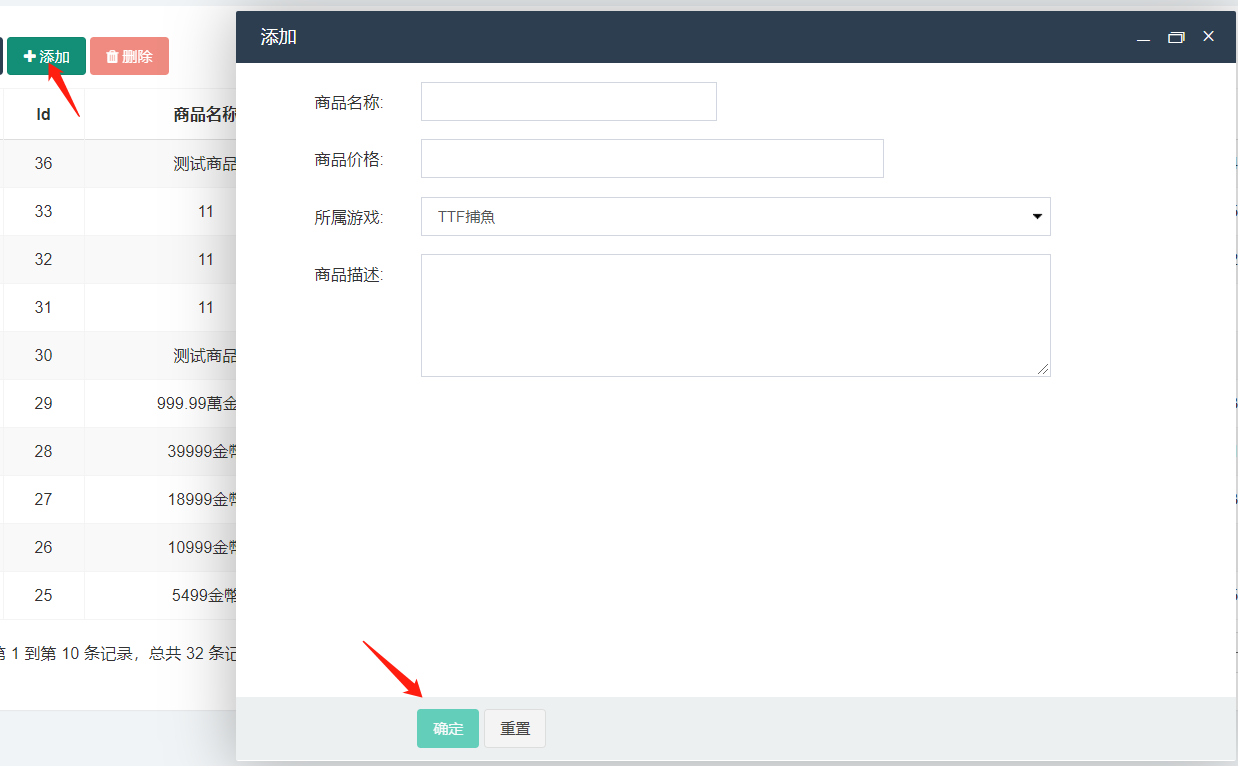 添加 删除
Id 商品名称
36 测试商品
33 11
32 11
31 11
30 测试商品
29 999.99萬金
28 39999金幣
27 18999金幣
26 10999金幣
25 5499金幣
第 1 到第 10 条记录，总共 32 条记
添加
商品名称:
商品价格:
所属游戏: TTF捕魚
商品描述:
确定 重置